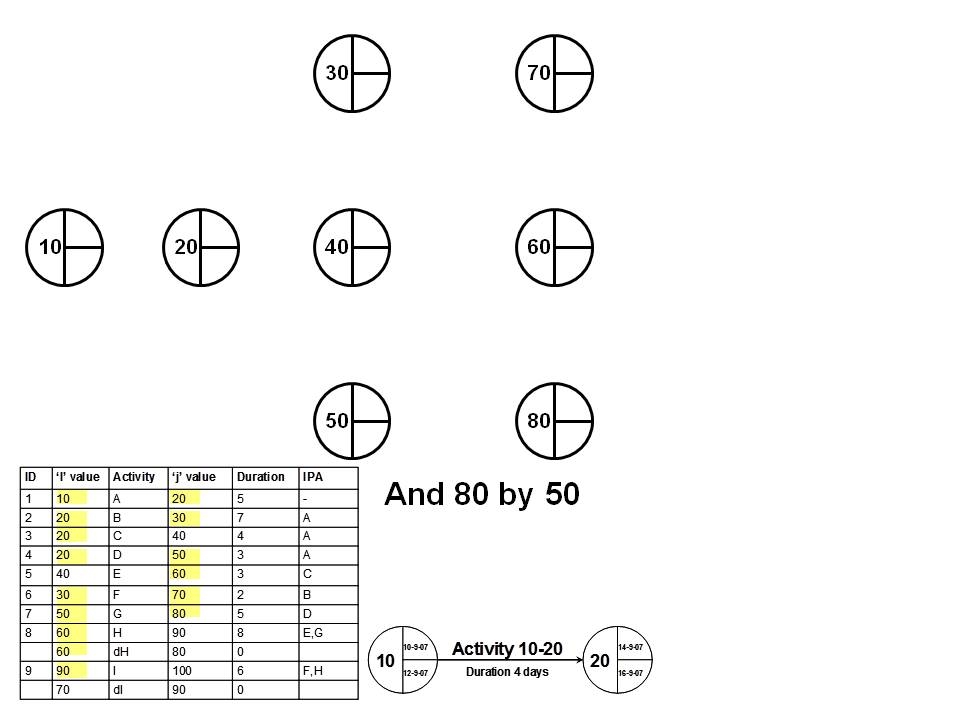 30
70
10
20
40
60
50
80
And 80 by 50
ID 'I' value Activity 'j' value Duration IPA
1 10 A 20 5 -
2 20 B 30 7 A
3 20 C 40 4 A
4 20 D 50 3 A
5 40 E 60 3 C
6 30 F 70 2 B
7 50 G 80 5 D
8 60 H 90 8 E,G
60 dH 80 0
9 90 I 100 6 F,H
70 dI 90 0
10
10-9-07
12-9-07
Activity 10-20
Duration 4 days
20
14-9-07
16-9-07